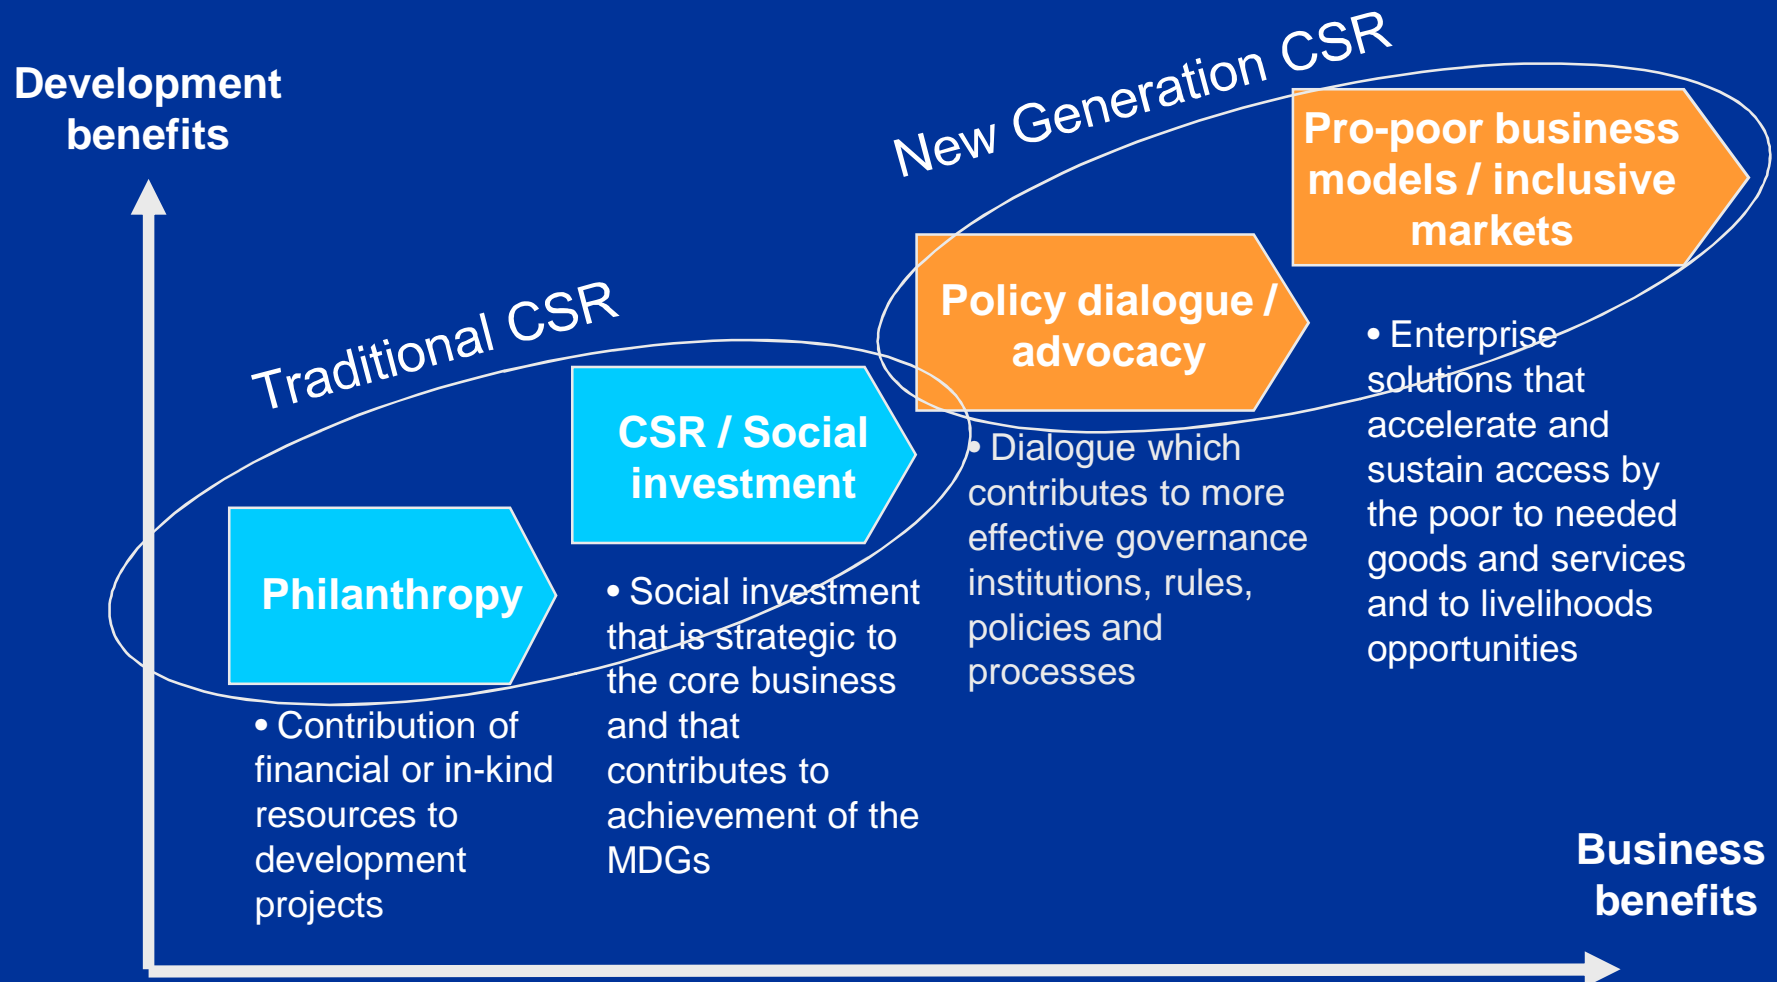 Development
benefits
New Generation CSR
Pro-poor business
models / inclusive
markets
Policy dialogue /
advocacy
Traditional CSR
CSR / Social
investment
Philanthropy
• Contribution of
financial or in-kind
resources to
development
projects
• Social investment
that is strategic to
the core business
and that
contributes to
achievement of the
MDGs
• Dialogue which
contributes to more
effective governance
institutions, rules,
policies and
processes
• Enterprise
solutions that
accelerate and
sustain access by
the poor to needed
goods and services
and to livelihoods
opportunities
Business
benefits